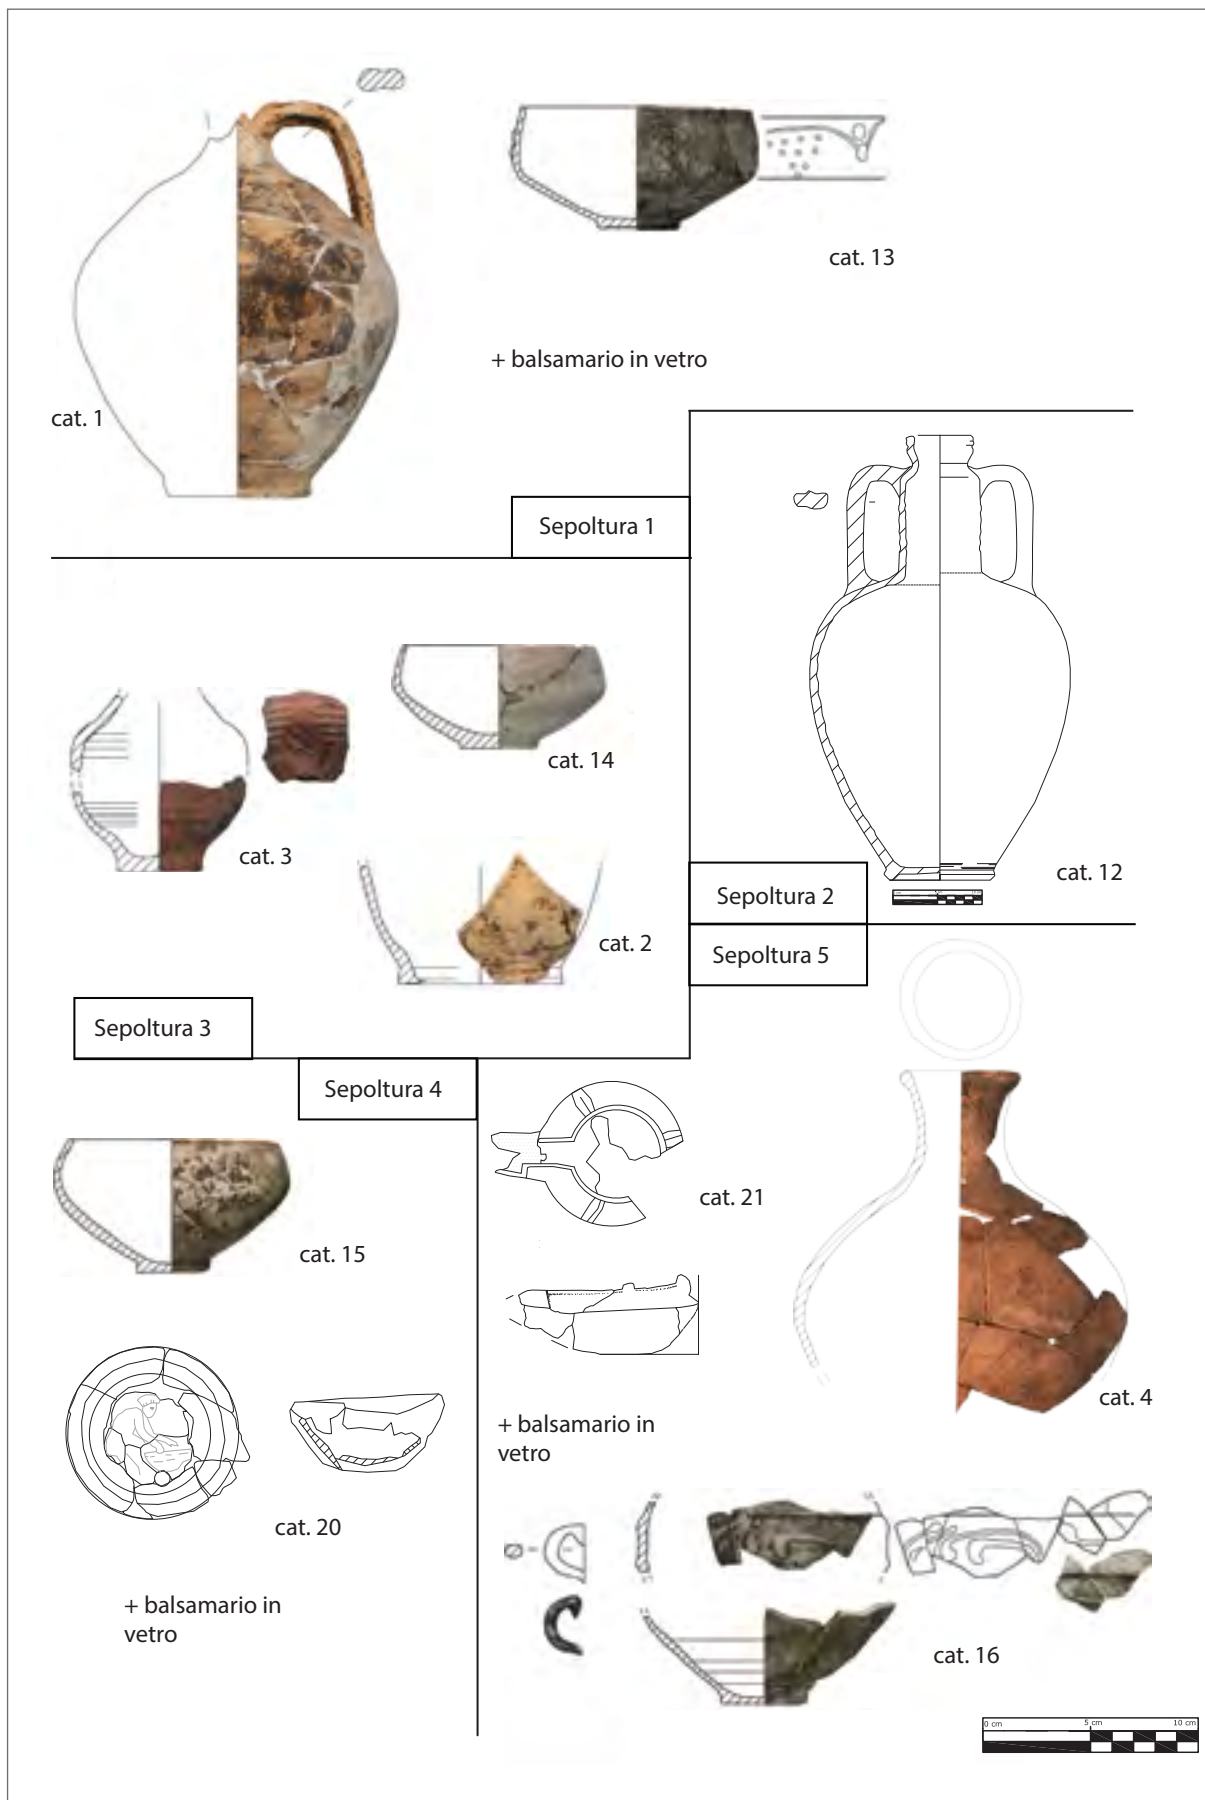 cat. 1
cat. 13
+ balsamario in vetro
Sepoltura 1
cat. 12
Sepoltura 2
cat. 14
cat. 3
cat. 2
Sepoltura 3
Sepoltura 4
cat. 15
cat. 20
+ balsamario in
vetro
Sepoltura 5
cat. 21
cat. 4
+ balsamario in
vetro
cat. 16
0 cm 5 cm 10 cm